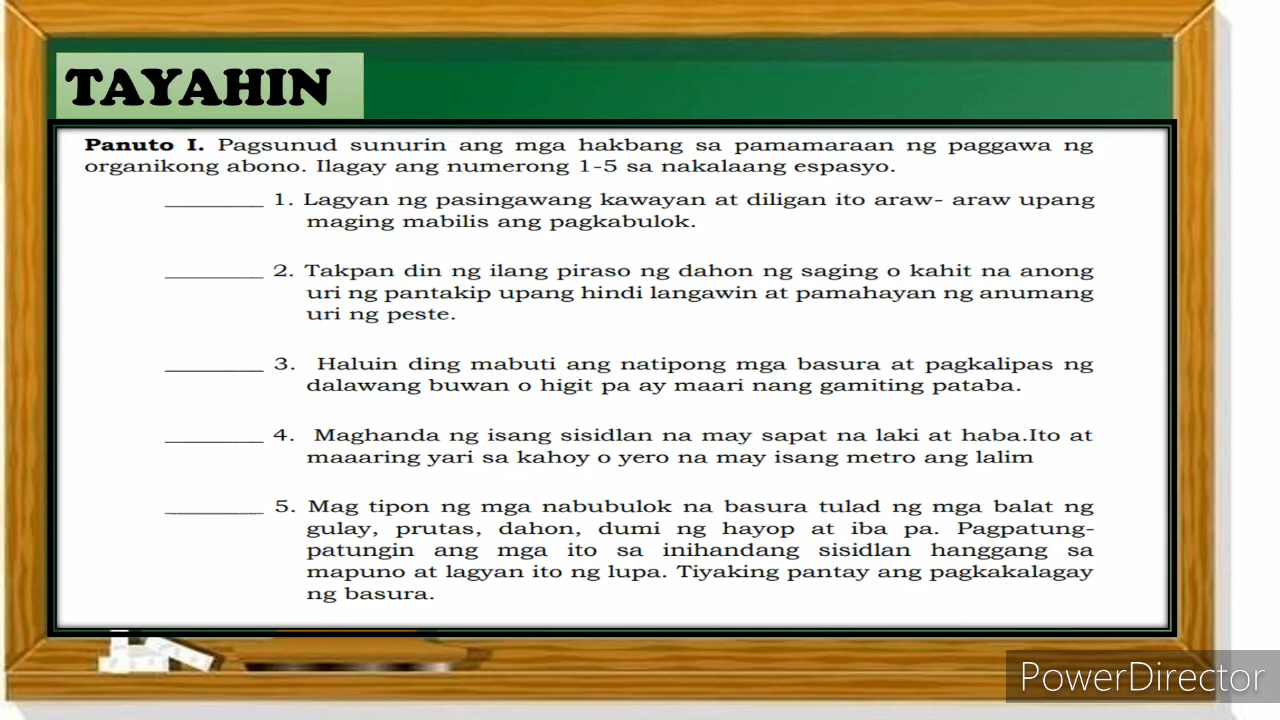 TAYAHIN
Panuto I. Pagsunud sunurin ang mga hakbang sa pamamaraan ng paggawa ng
organikong abono. Ilagay ang numerong 1-5 sa nakalaang espasyo.
________ 1. Lagyan ng pasingawang kawayan at diligan ito araw- araw upang
maging mabilis ang pagkabulok.
________ 2. Takpan din ng ilang piraso ng dahon ng saging o kahit na anong
uri ng pantakip upang hindi langawin at pamahayan ng anumang
uri ng peste.
________ 3. Haluin ding mabuti ang natipong mga basura at pagkalipas ng
dalawang buwan o higit pa ay maari nang gamiting pataba.
________ 4. Maghanda ng isang sisidlan na may sapat na laki at haba.Ito at
maaaring yari sa kahoy o yero na may isang metro ang lalim
________ 5. Mag tipon ng mga nabubulok na basura tulad ng mga balat ng
gulay, prutas, dahon, dumi ng hayop at iba pa. Pagpatung-
patungin ang mga ito sa inihandang sisidlan hanggang sa
mapuno at lagyan ito ng lupa. Tiyaking pantay ang pagkakalagay
ng basura.
PowerDirector